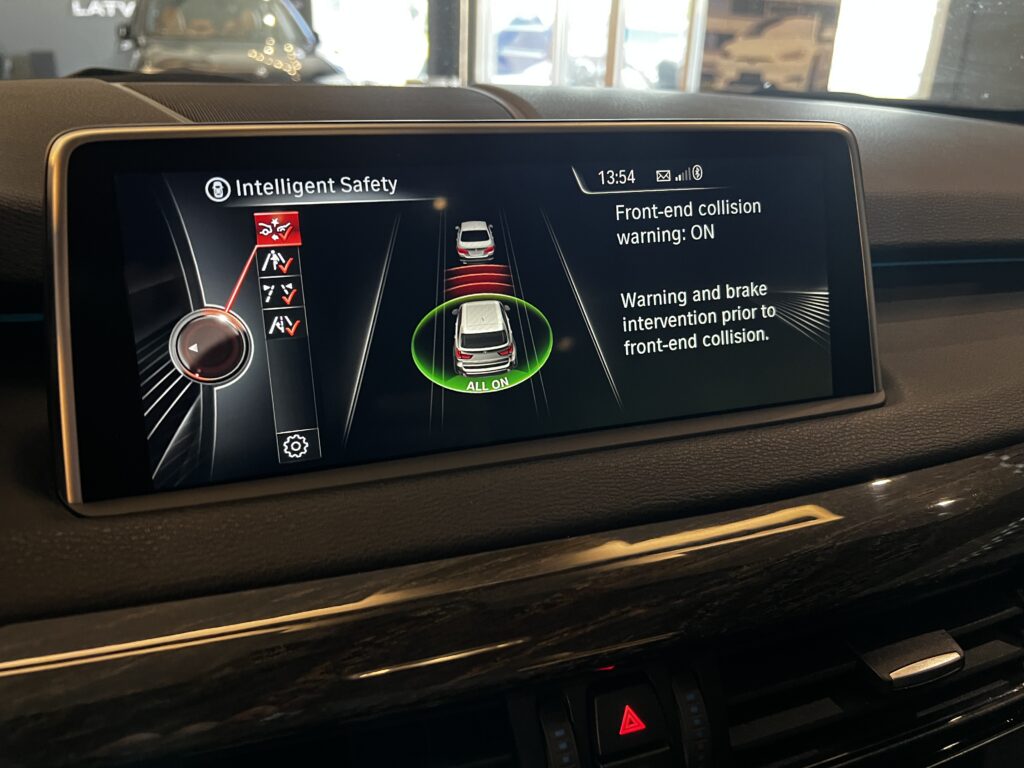 LATV
Intelligent Safety
13:54
Front-end collision
warning: ON
Warning and brake
intervention prior to
front-end collision.
ALL ON